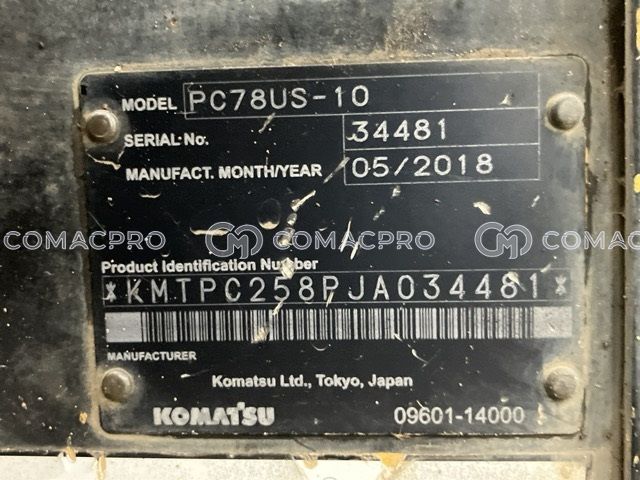 MODEL PC78US-10
SERIAL No. 34481
MANUFACT. MONTH/YEAR 05/2018
COMACPRO COMACPRO COMACPRO
Product Identification Number
*KMTPC258PJA034481*
MANUFACTURER
Komatsu Ltd., Tokyo, Japan
KOMATSU 09601-14000